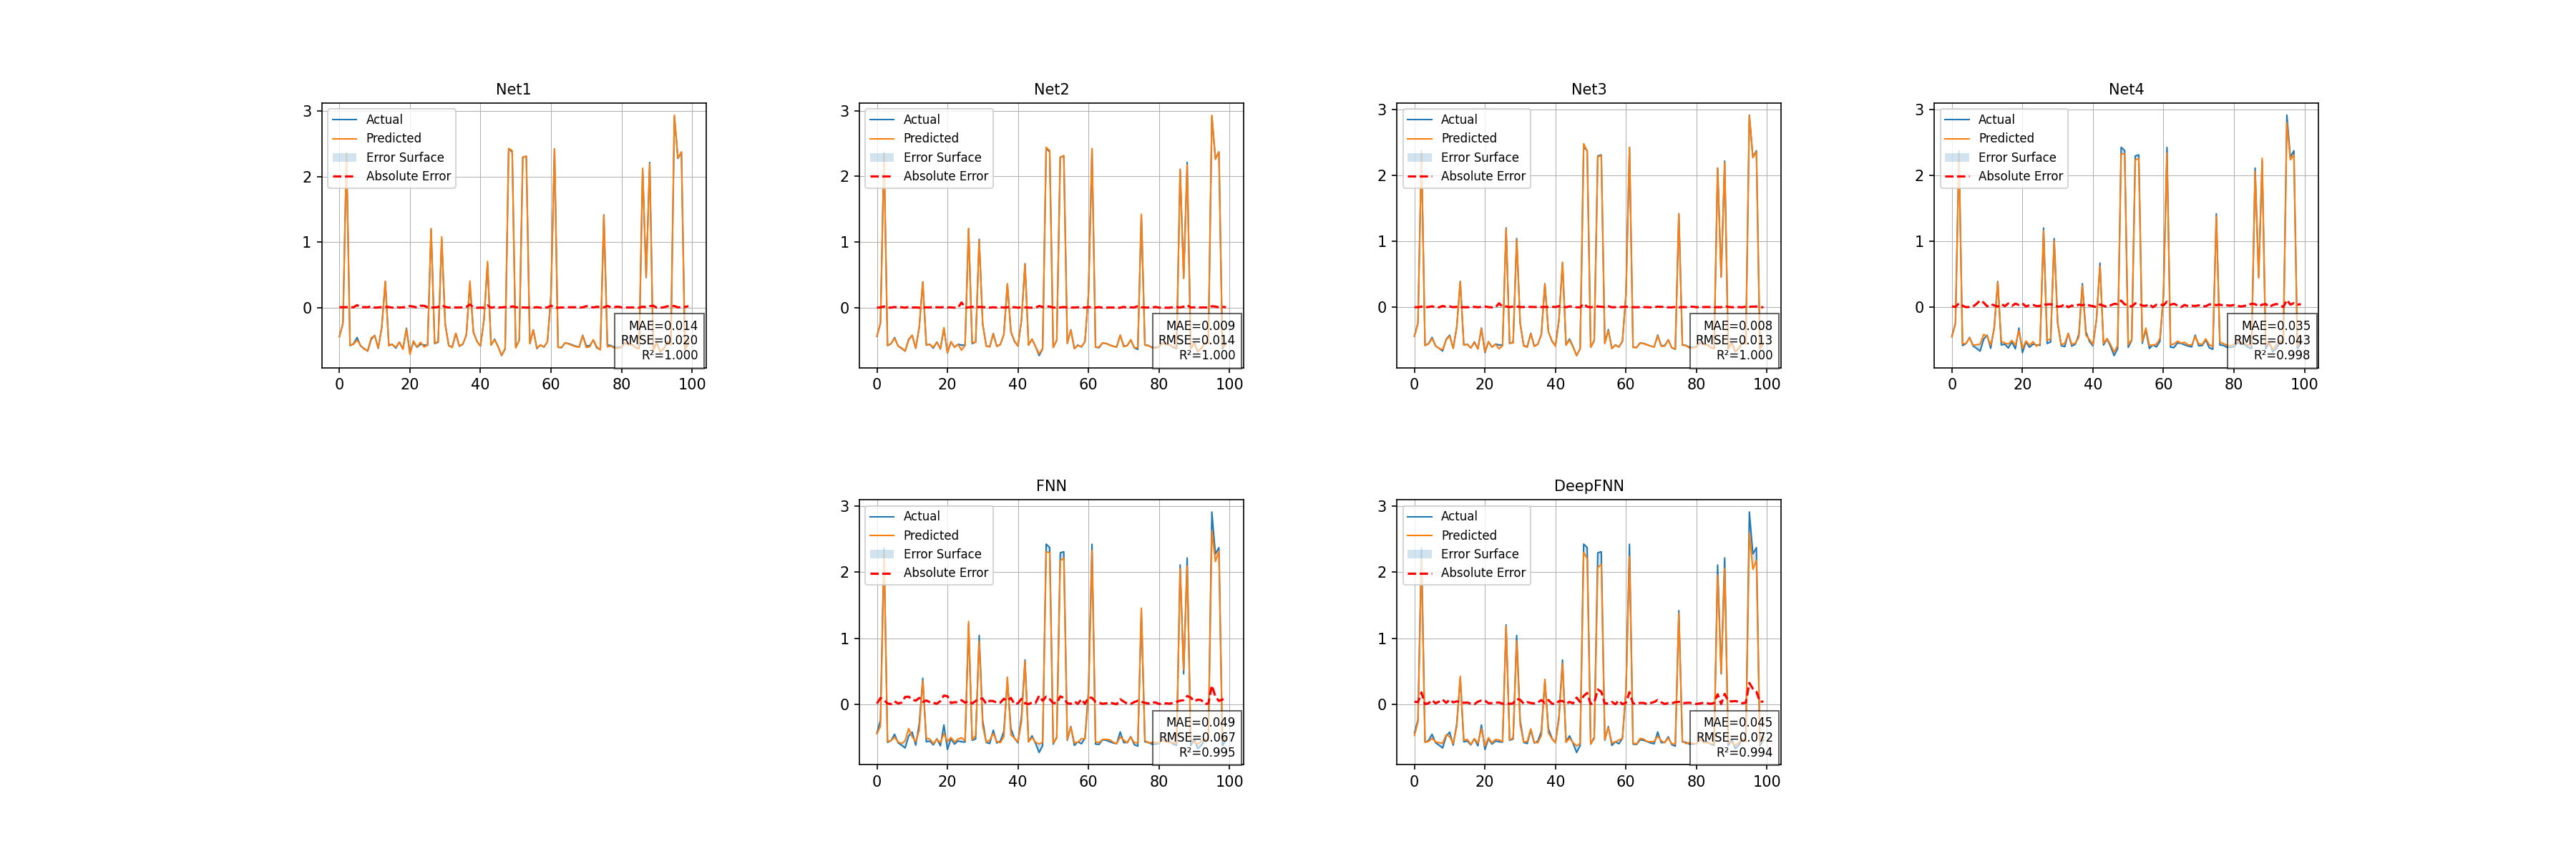 Net1
3
2
1
0
Actual
Predicted
Error Surface
Absolute Error
MAE=0.014
RMSE=0.020
R²=1.000
0 20 40 60 80 100
Net2
3
2
1
0
Actual
Predicted
Error Surface
Absolute Error
MAE=0.009
RMSE=0.014
R²=1.000
0 20 40 60 80 100
Net3
3
2
1
0
Actual
Predicted
Error Surface
Absolute Error
MAE=0.008
RMSE=0.013
R²=1.000
0 20 40 60 80 100
Net4
3
2
1
0
Actual
Predicted
Error Surface
Absolute Error
MAE=0.035
RMSE=0.043
R²=0.998
0 20 40 60 80 100
FNN
3
2
1
0
Actual
Predicted
Error Surface
Absolute Error
MAE=0.049
RMSE=0.067
R²=0.995
0 20 40 60 80 100
DeepFNN
3
2
1
0
Actual
Predicted
Error Surface
Absolute Error
MAE=0.045
RMSE=0.072
R²=0.994
0 20 40 60 80 100